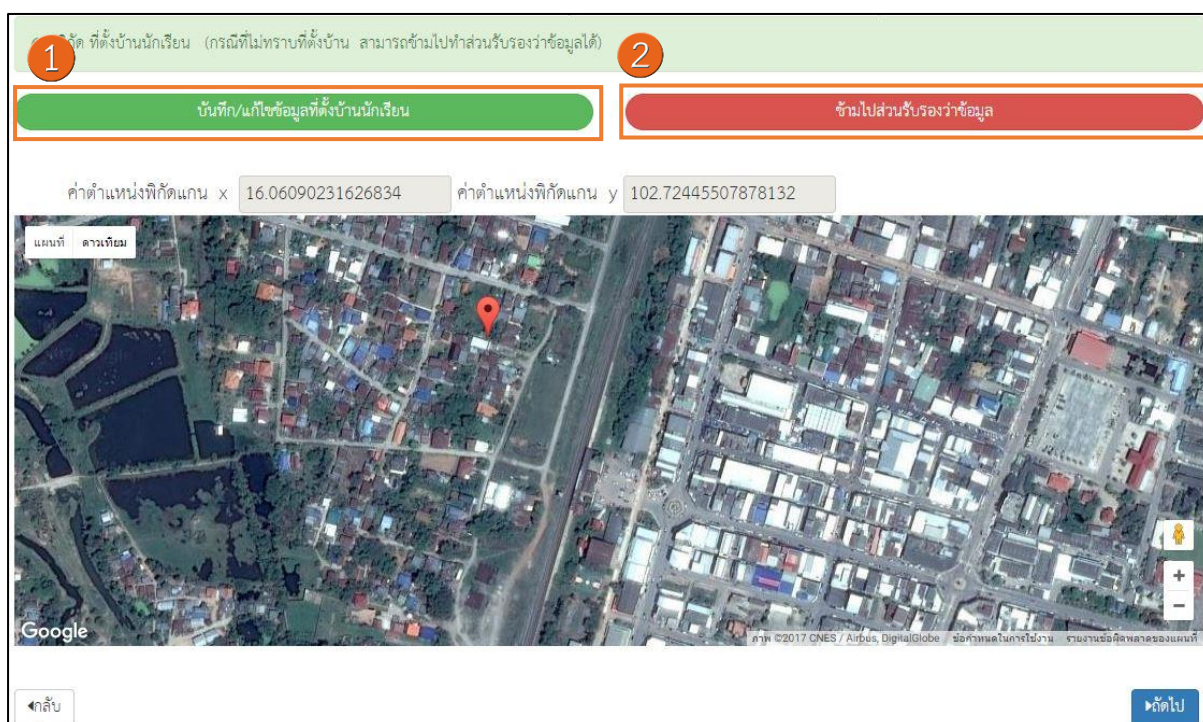 1
ที่ตั้งบ้านนักเรียน (กรณีที่ไม่ทราบที่ตั้งบ้าน สามารถข้ามไปทำส่วนรับรองว่าข้อมูลได้)
2
บันทึก/แก้ไขข้อมูลที่ตั้งบ้านนักเรียน ข้ามไปส่วนรับรองว่าข้อมูล
ค่าตำแหน่งพิกัดแกน x 16.06090231626834 ค่าตำแหน่งพิกัดแกน y 102.72445507878132
แผนที่ ดาวเทียม
+
−
Google ภาพ ©2017 CNES / Airbus, DigitalGlobe ข้อกำหนดในการใช้งาน รายงานข้อผิดพลาดของแผนที่
กลับ ถัดไป